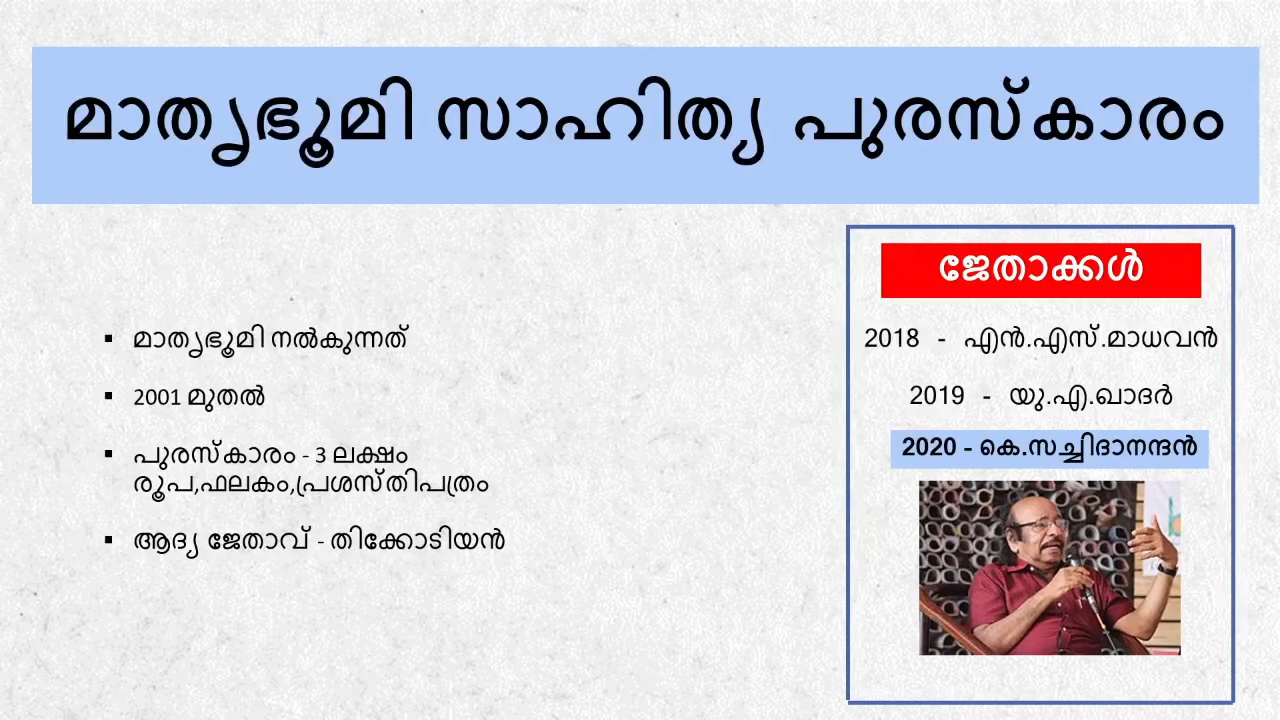 മാതൃഭൂമി സാഹിത്യ പുരസ്കാരം
▪ മാതൃഭൂമി നൽകുന്നത്
▪ 2001 മുതൽ
▪ പുരസ്കാരം - 3 ലക്ഷം
രൂപ,ഫലകം,പ്രശസ്തിപത്രം
▪ ആദ്യ ജേതാവ് - തിക്കോടിയൻ
ജേതാക്കൾ
2018 - എൻ.എസ്.മാധവൻ
2019 - യു.എ.ഖാദർ
2020 - കെ.സച്ചിദാനന്ദൻ